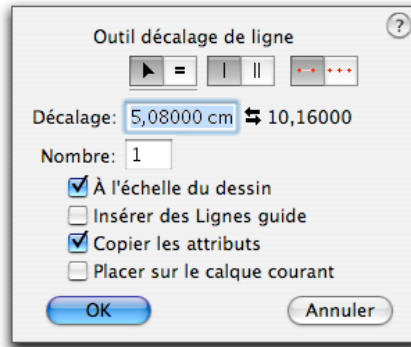 ?
Outil décalage de ligne
Décalage: 5,08000 cm 10,16000
Nombre: 1
À l'échelle du dessin
Insérer des Lignes guide
Copier les attributs
Placer sur le calque courant
OK Annuler